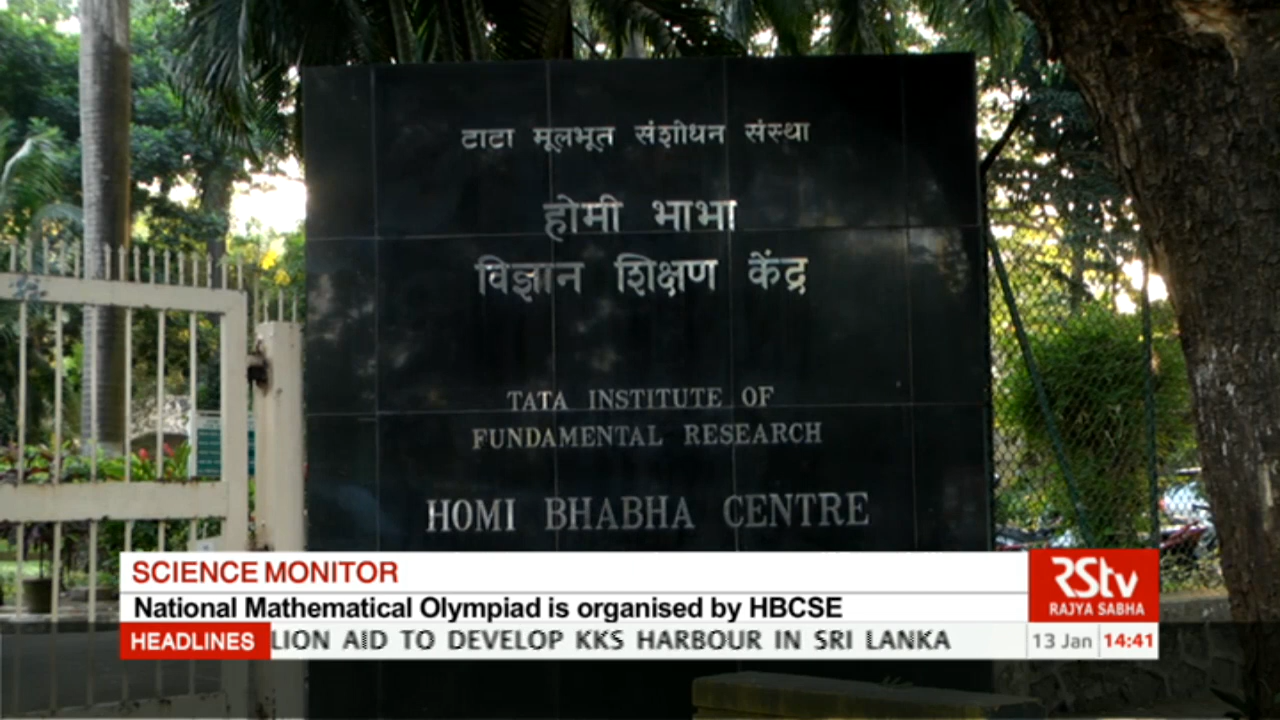 टाटा मूलभूत संशोधन संस्था
होमी भाभा
विज्ञान शिक्षण केंद्र
TATA INSTITUTE OF
FUNDAMENTAL RESEARCH
HOMI BHABHA CENTRE
SCIENCE MONITOR
National Mathematical Olympiad is organised by HBCSE
HEADLINES LION AID TO DEVELOP KKS HARBOUR IN SRI LANKA
RStv
RAJYA SABHA
13 Jan 14:41